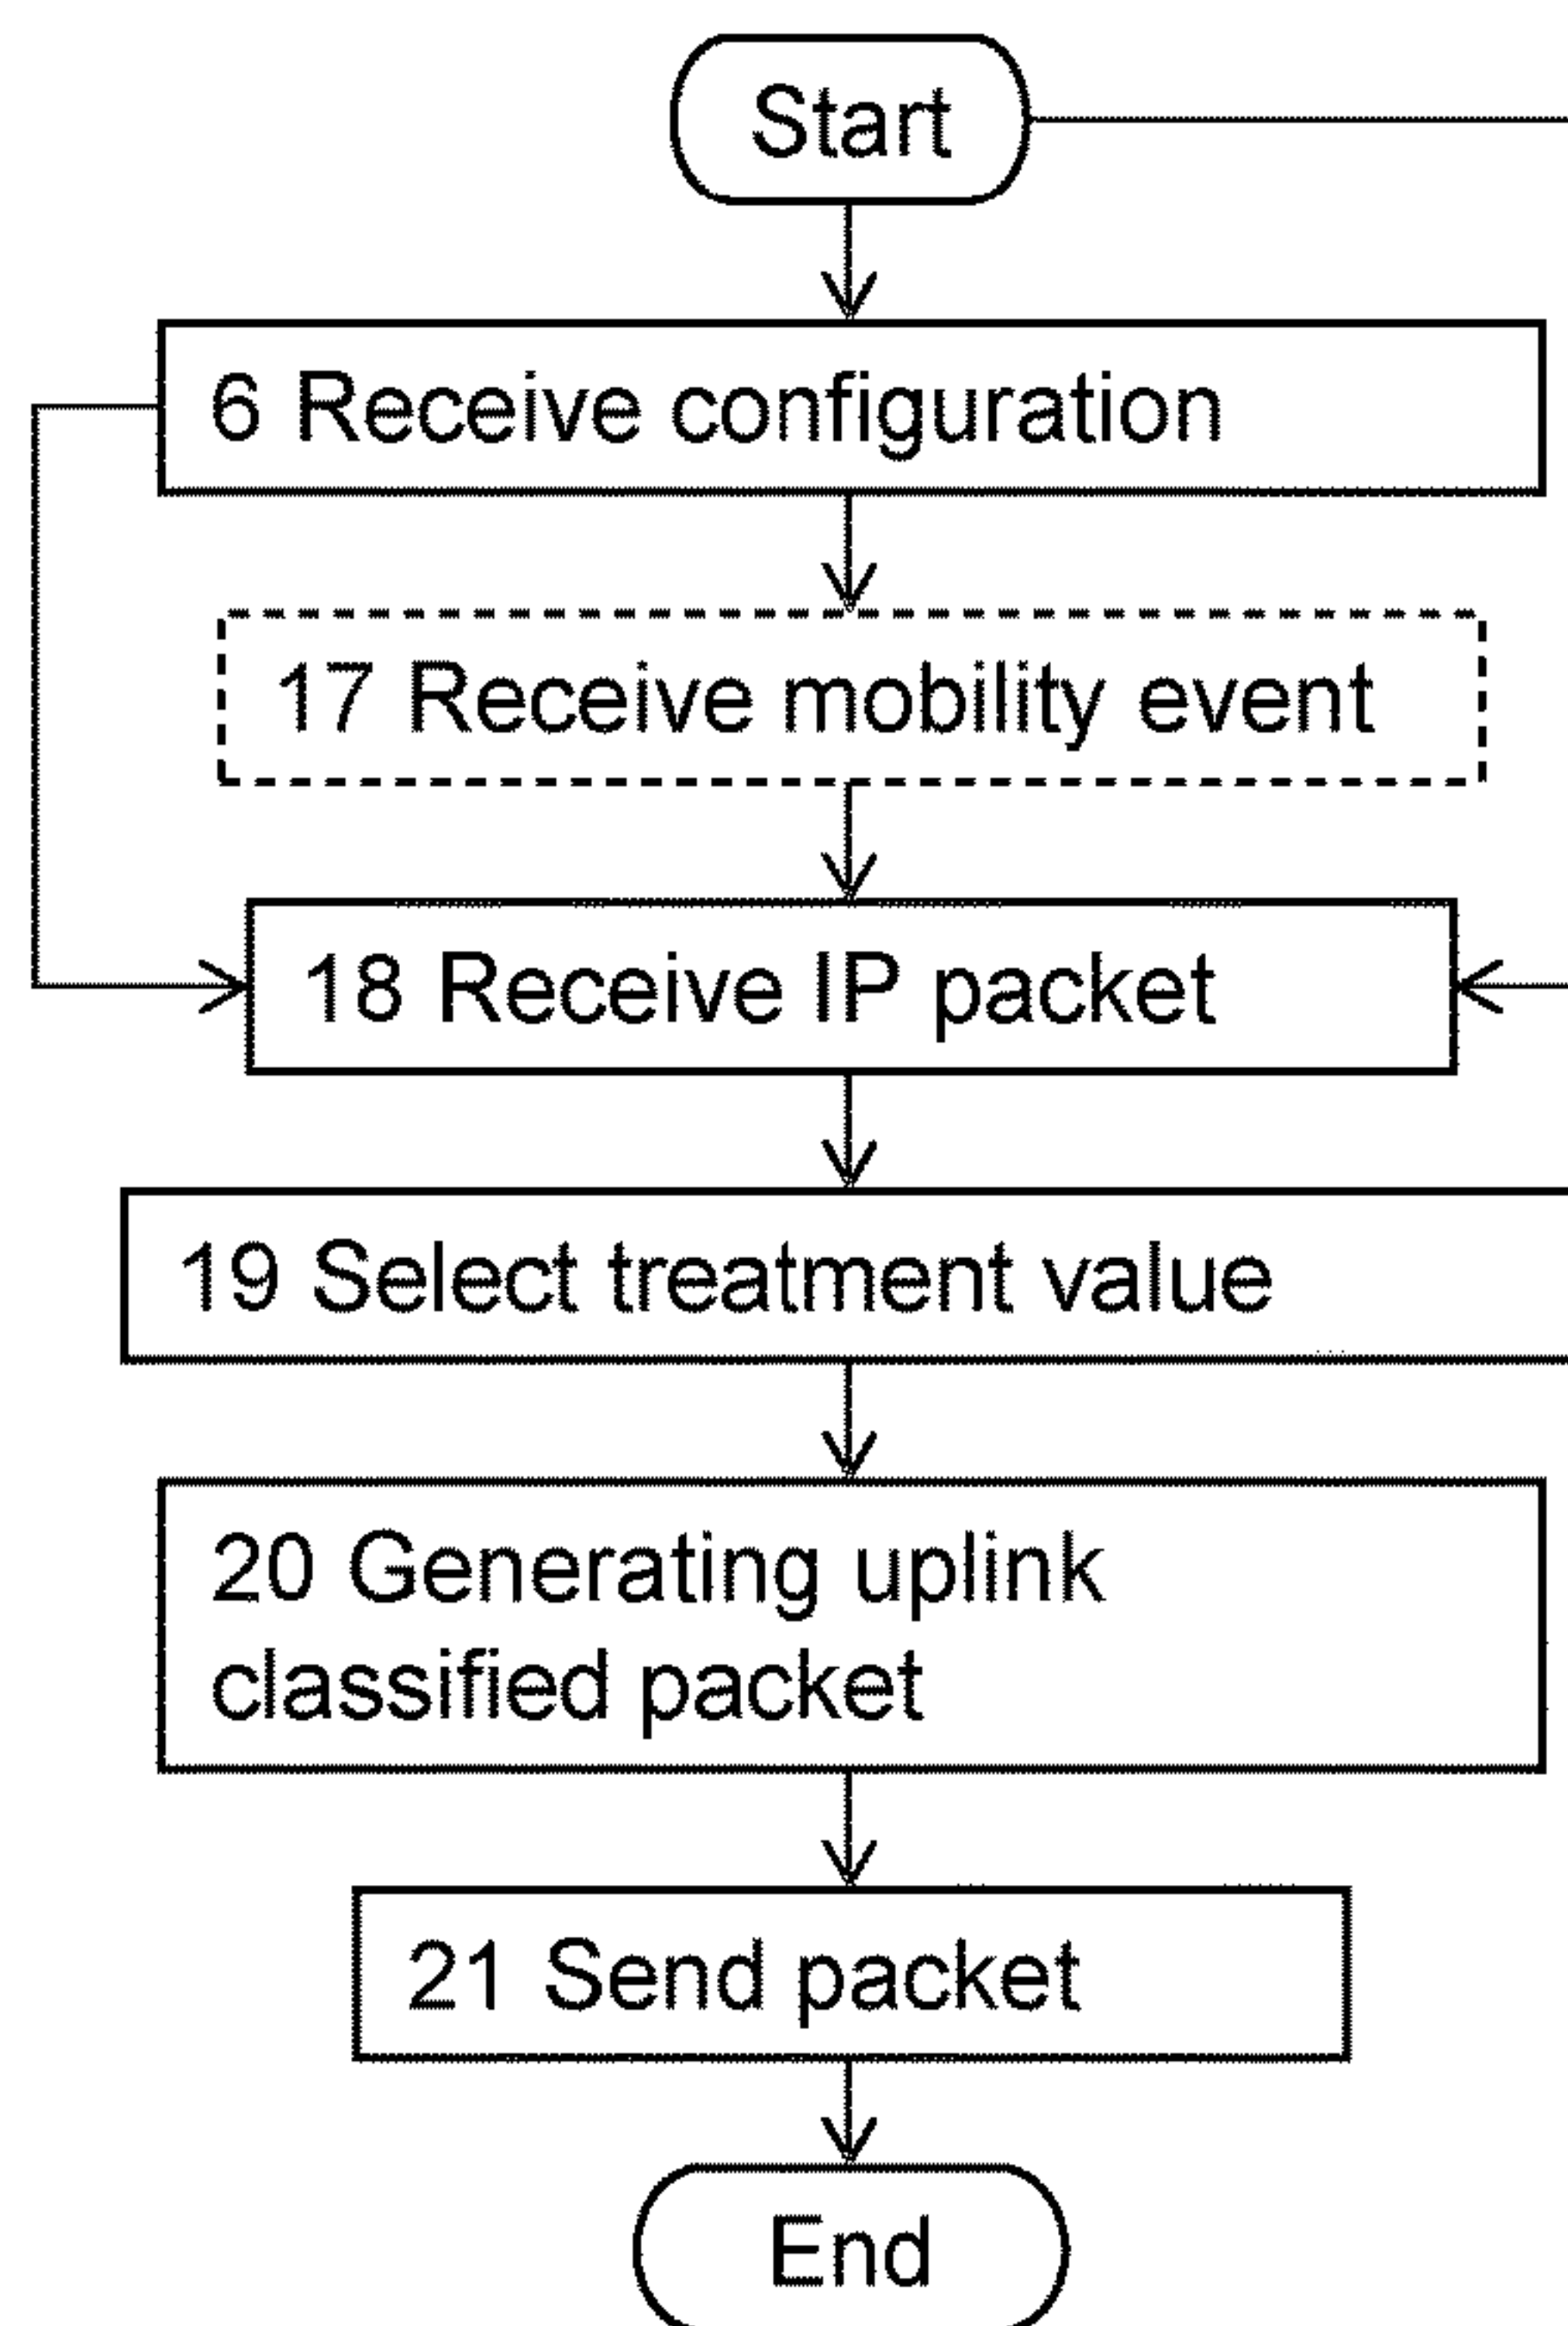 Start
6 Receive configuration
17 Receive mobility event
18 Receive IP packet
19 Select treatment value
20 Generating uplink
classified packet
21 Send packet
End